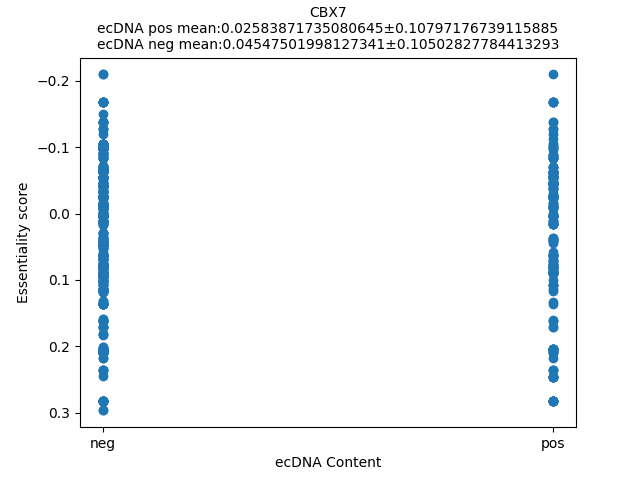 CBX7
ecDNA pos mean:0.02583871735080645±0.10797176739115885
ecDNA neg mean:0.04547501998127341±0.10502827784413293
−0.2
−0.1
0.0
0.1
0.2
0.3
Essentiality score
neg
pos
ecDNA Content